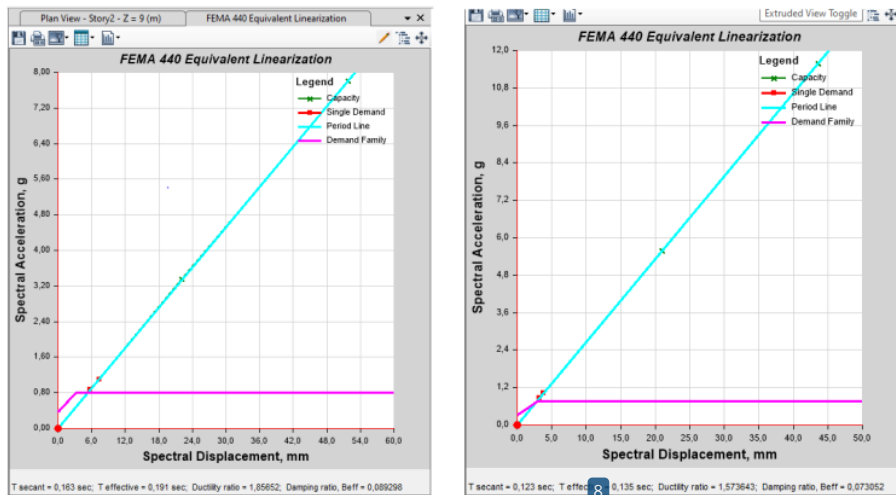 Plan View - Story2 - Z = 9 (m)
FEMA 440 Equivalent Linearization
FEMA 440 Equivalent Linearization
8,00
7,20
6,40
5,60
4,80
4,00
3,20
2,40
1,60
0,80
0,00
Spectral Acceleration, g
Legend
Capacity
Single Demand
Period Line
Demand Family
0,0 6,0 12,0 18,0 24,0 30,0 36,0 42,0 48,0 54,0 60,0
Spectral Displacement, mm
T secant = 0,163 sec; T effective = 0,191 sec; Ductility ratio = 1,85652; Damping ratio, Beff = 0,089298
Extruded View Toggle
FEMA 440 Equivalent Linearization
12,0
10,8
9,6
8,4
7,2
6,0
4,8
3,6
2,4
1,2
0,0
Spectral Acceleration, g
Legend
Capacity
Single Demand
Period Line
Demand Family
0,0 5,0 10,0 15,0 20,0 25,0 30,0 35,0 40,0 45,0 50,0
Spectral Displacement, mm
T secant = 0,123 sec; T effec 8 0,135 sec; Ductility ratio = 1,573643; Damping ratio, Beff = 0,073052